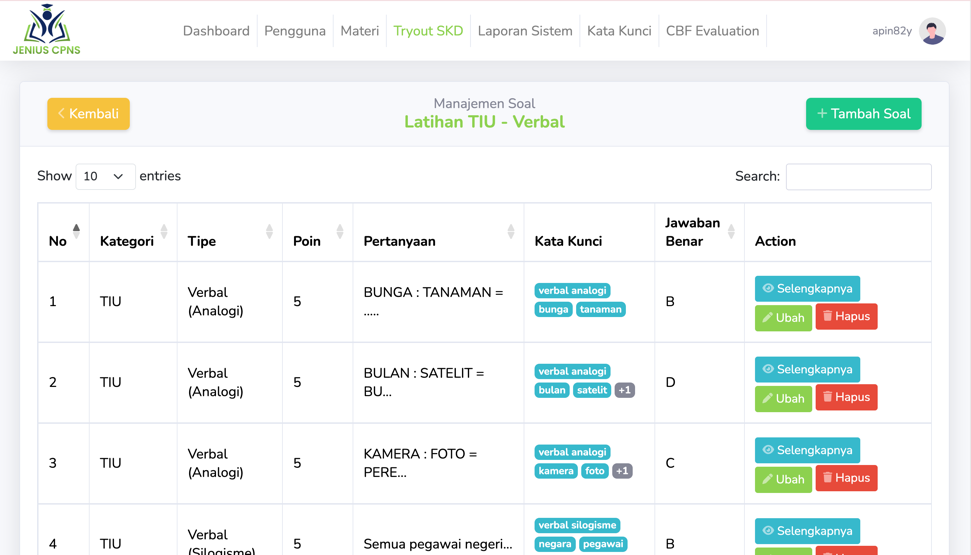 JENIUS CPNS
Dashboard Pengguna Materi Tryout SKD Laporan Sistem Kata Kunci CBF Evaluation
apin82y
Kembali
Manajemen Soal
Latihan TIU - Verbal
+ Tambah Soal
Show 10 entries
Search:
No Kategori Tipe Poin Pertanyaan Kata Kunci Jawaban Benar Action
1 TIU Verbal (Analogi) 5 BUNGA : TANAMAN = ..... verbal analogi bunga tanaman B Selengkapnya Ubah Hapus
2 TIU Verbal (Analogi) 5 BULAN : SATELIT = BU... verbal analogi bulan satelit +1 D Selengkapnya Ubah Hapus
3 TIU Verbal (Analogi) 5 KAMERA : FOTO = PERE... verbal analogi kamera foto +1 C Selengkapnya Ubah Hapus
4 TIU Verbal (Silogisme) 5 Semua pegawai negeri... verbal silogisme negara pegawai B Selengkapnya